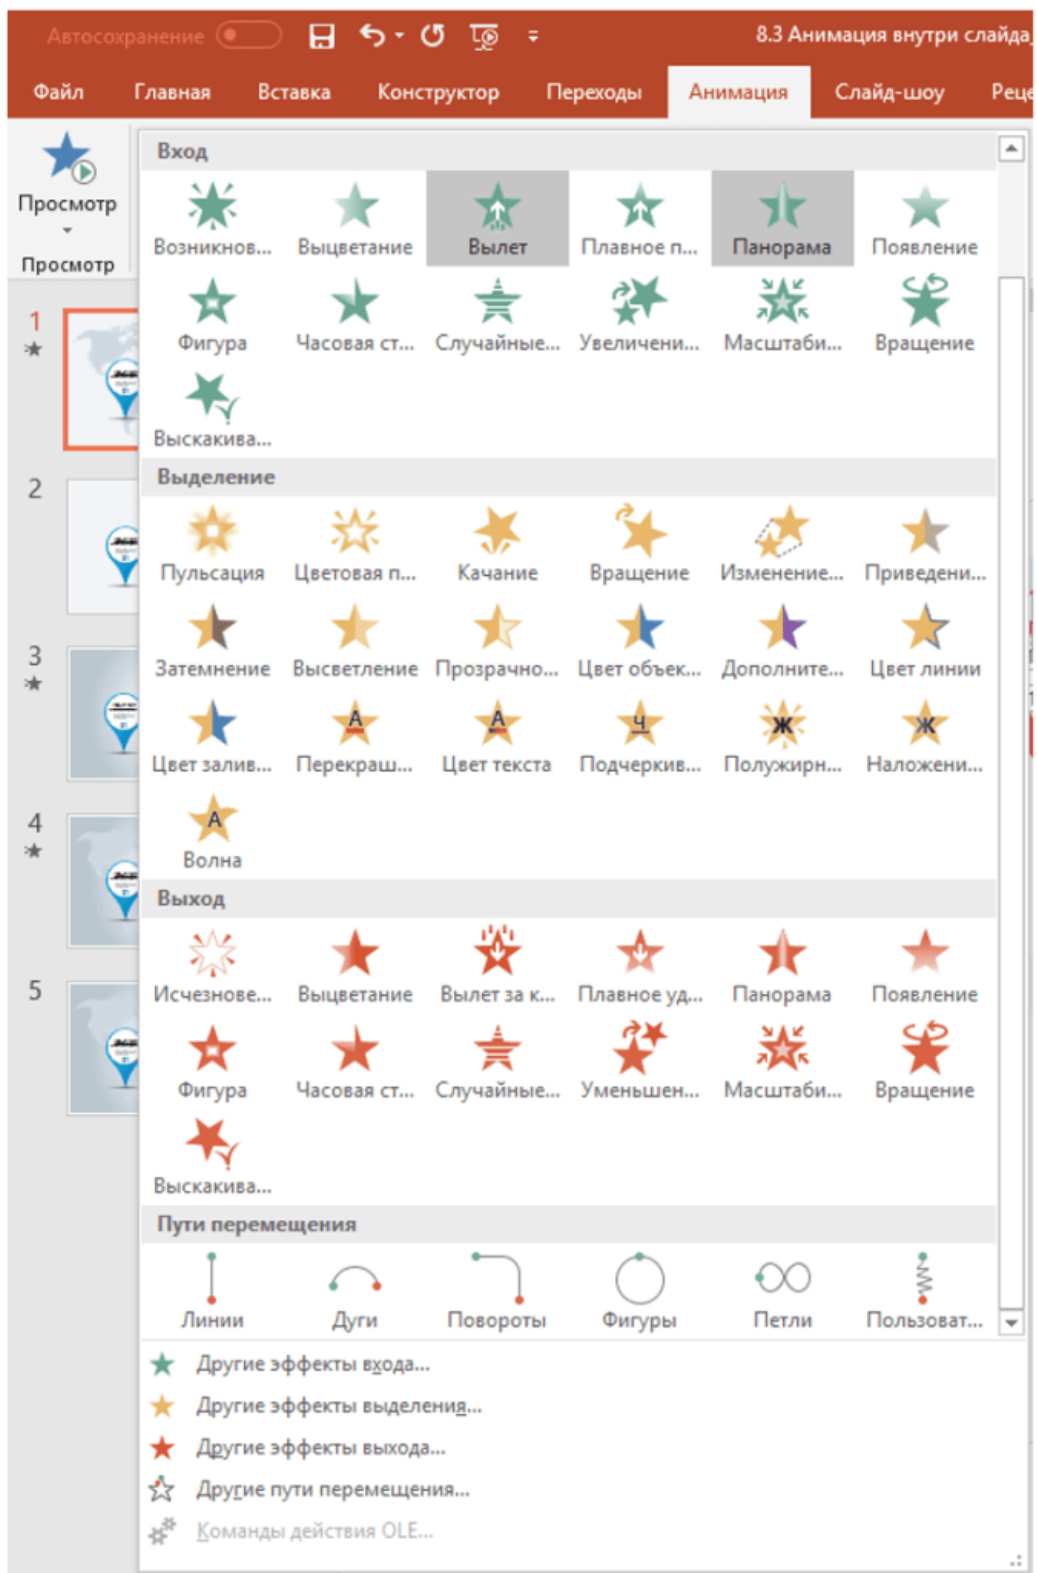 Автосохранение
8.3 Анимация внутри слайда_
Файл Главная Вставка Конструктор Переходы Анимация Слайд-шоу Реце
Просмотр
Просмотр
Вход
Возникнов... Выцветание Вылет Плавное п... Панорама Появление
Фигура Часовая ст... Случайные... Увеличени... Масштаби... Вращение
Выскакива...
Выделение
Пульсация Цветовая п... Качание Вращение Изменение... Приведени...
Затемнение Высветление Прозрачно... Цвет объек... Дополните... Цвет линии
Цвет залив... Перекраш... Цвет текста Подчеркив... Полужирн... Наложени...
Волна
Выход
Исчезнове... Выцветание Вылет за к... Плавное уд... Панорама Появление
Фигура Часовая ст... Случайные... Уменьшен... Масштаби... Вращение
Выскакива...
Пути перемещения
Линии Дуги Повороты Фигуры Петли Пользоват...
Другие эффекты входа...
Другие эффекты выделения...
Другие эффекты выхода...
Другие пути перемещения...
Команды действия OLE...
1
2
3
4
5